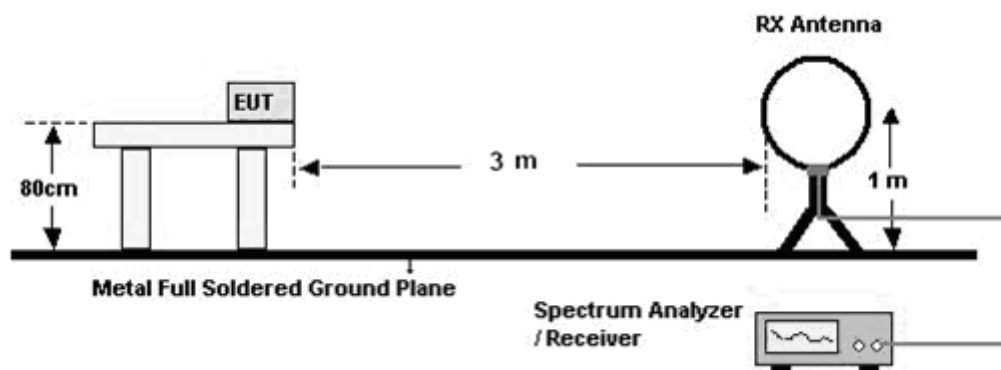 RX Antenna
EUT
3 m
80cm
1 m
Metal Full Soldered Ground Plane
Spectrum Analyzer
/ Receiver